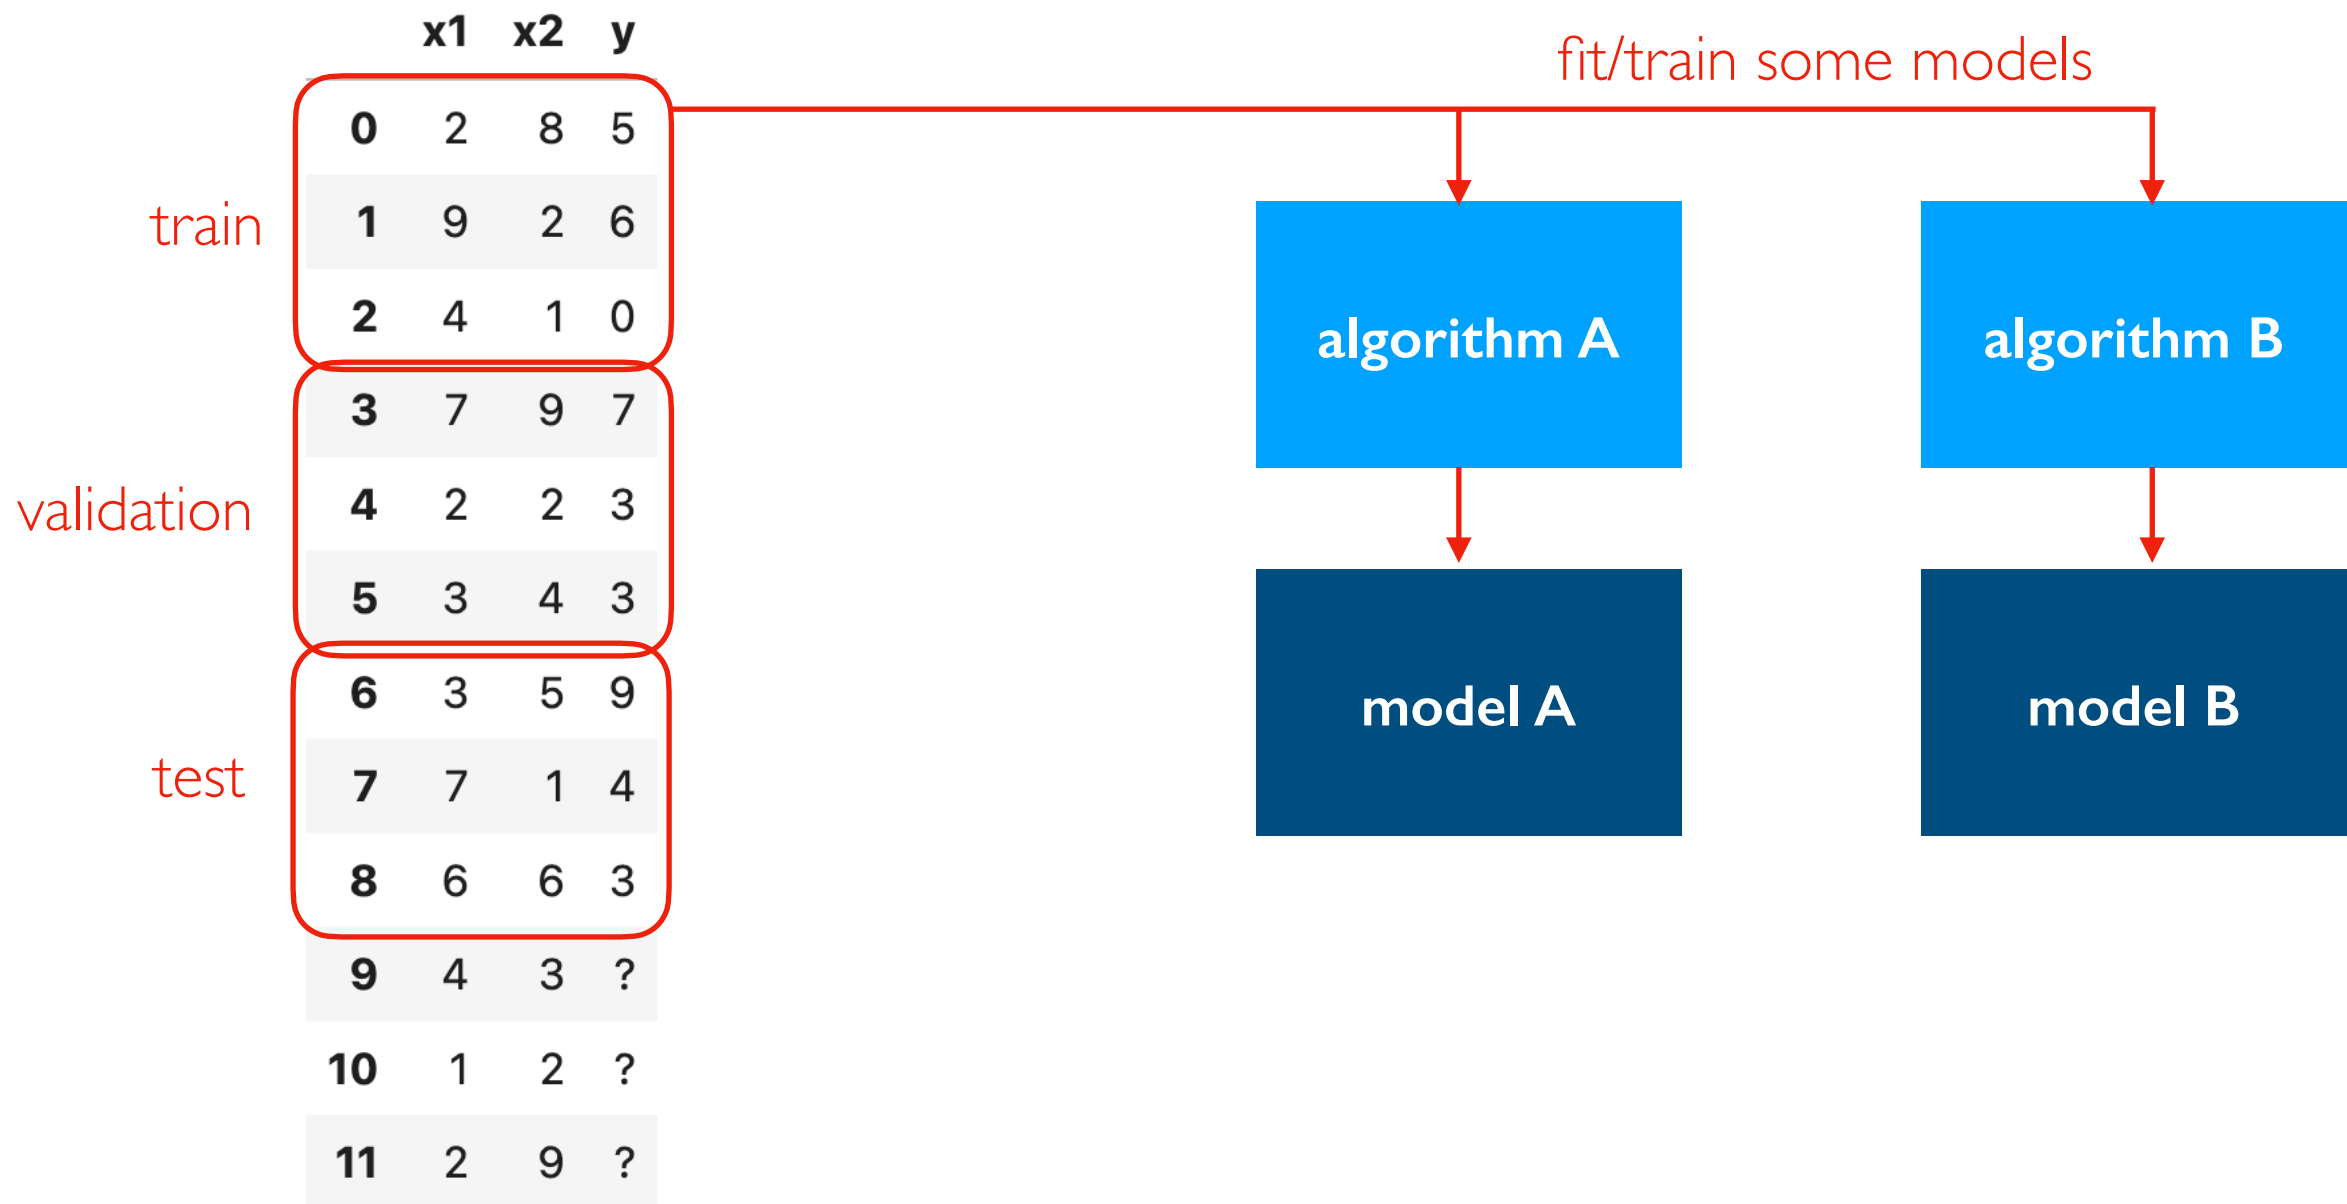 x1 x2 y
fit/train some models
0 2 8 5
train
1 9 2 6
2 4 1 0
algorithm A
algorithm B
3 7 9 7
validation
4 2 2 3
5 3 4 3
6 3 5 9
model A
model B
test
7 7 1 4
8 6 6 3
9 4 3 ?
10 1 2 ?
11 2 9 ?